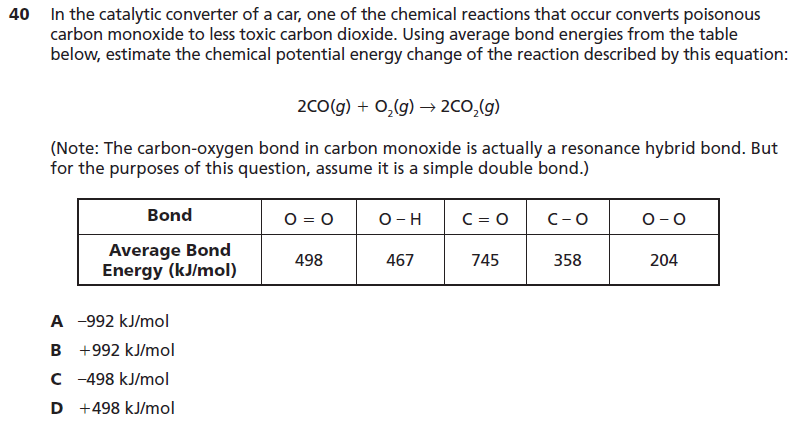 40 In the catalytic converter of a car, one of the chemical reactions that occur converts poisonous
carbon monoxide to less toxic carbon dioxide. Using average bond energies from the table
below, estimate the chemical potential energy change of the reaction described by this equation:
2CO(g) + O₂(g) → 2CO₂(g)
(Note: The carbon-oxygen bond in carbon monoxide is actually a resonance hybrid bond. But
for the purposes of this question, assume it is a simple double bond.)
Bond O = O O – H C = O C – O O – O
Average Bond
Energy (kJ/mol) 498 467 745 358 204
A –992 kJ/mol
B +992 kJ/mol
C –498 kJ/mol
D +498 kJ/mol